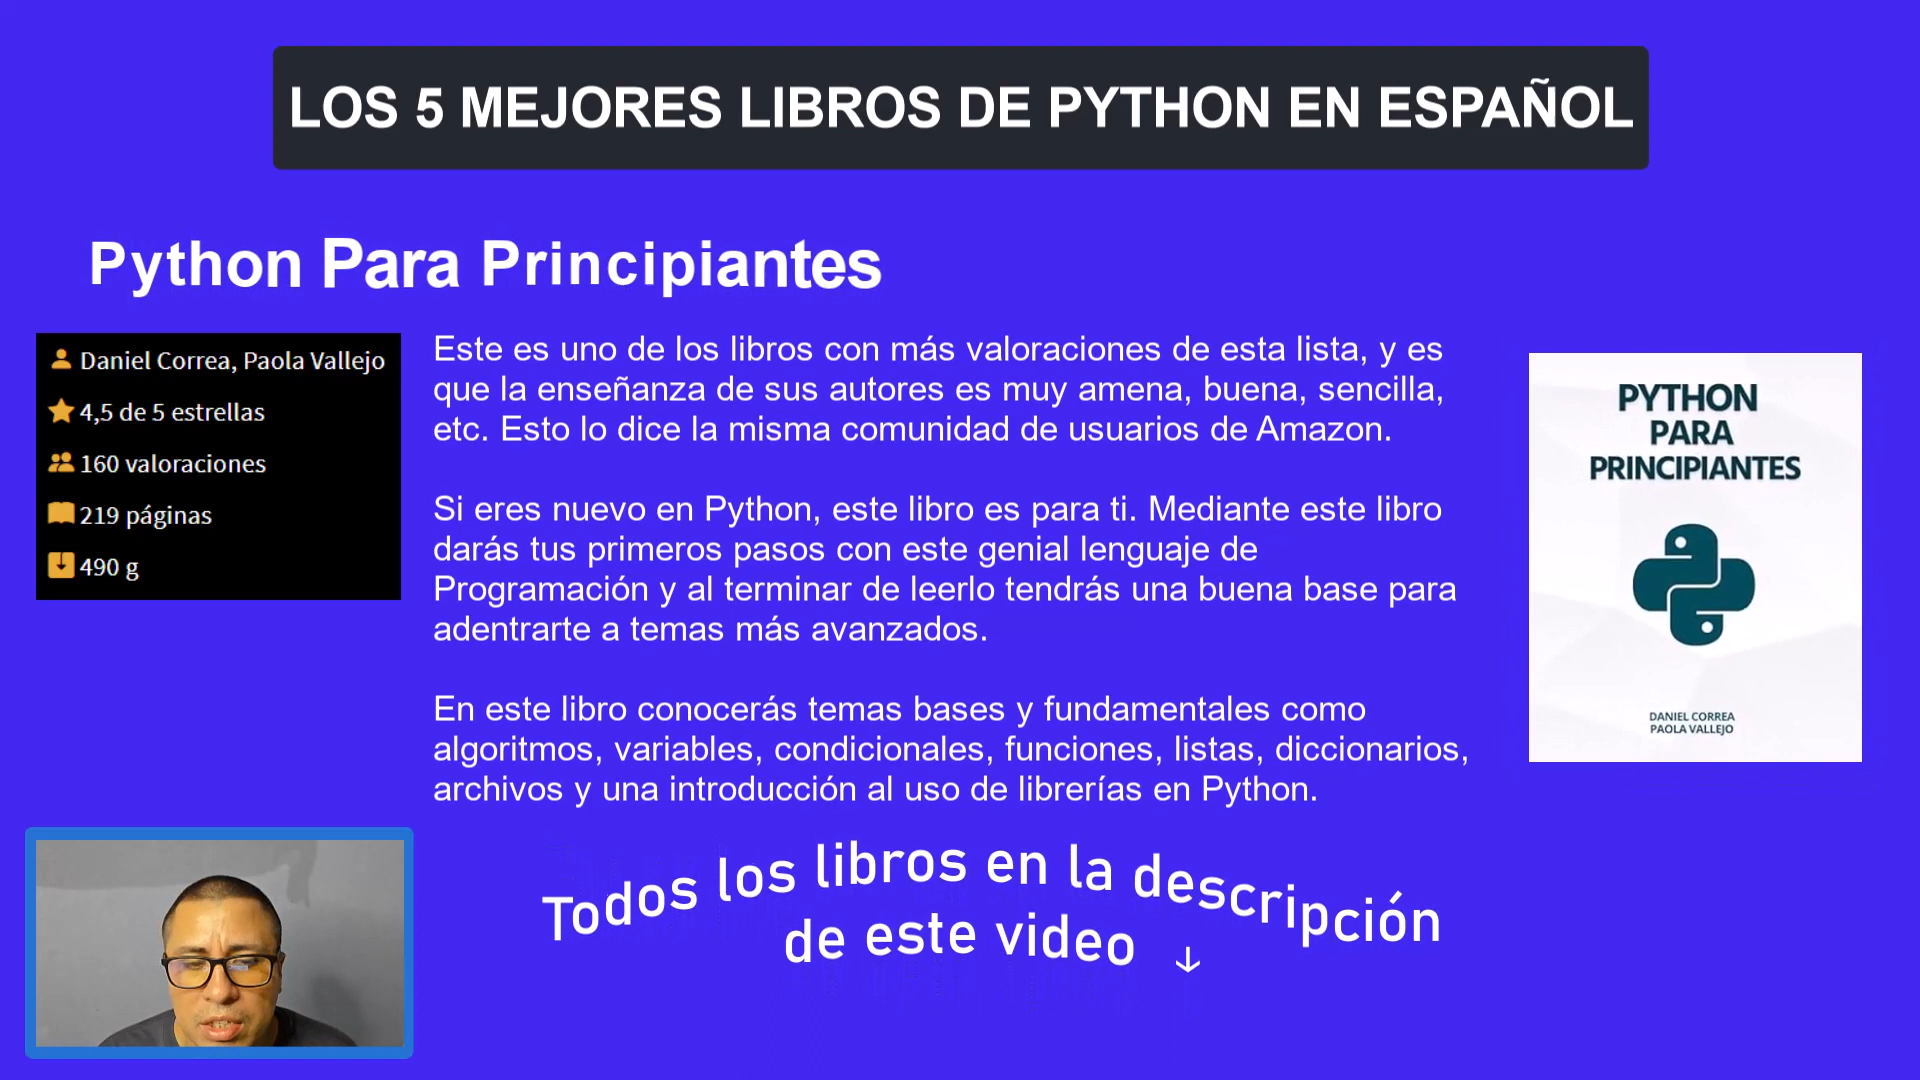 LOS 5 MEJORES LIBROS DE PYTHON EN ESPAÑOL
Python Para Principiantes
Daniel Correa, Paola Vallejo
4,5 de 5 estrellas
160 valoraciones
219 páginas
490 g
Este es uno de los libros con más valoraciones de esta lista, y es
que la enseñanza de sus autores es muy amena, buena, sencilla,
etc. Esto lo dice la misma comunidad de usuarios de Amazon.
Si eres nuevo en Python, este libro es para ti. Mediante este libro
darás tus primeros pasos con este genial lenguaje de
Programación y al terminar de leerlo tendrás una buena base para
adentrarte a temas más avanzados.
En este libro conocerás temas bases y fundamentales como
algoritmos, variables, condicionales, funciones, listas, diccionarios,
archivos y una introducción al uso de librerías en Python.
PYTHON
PARA
PRINCIPIANTES
DANIEL CORREA
PAOLA VALLEJO
Todos los libros en la descripción
de este video ↓